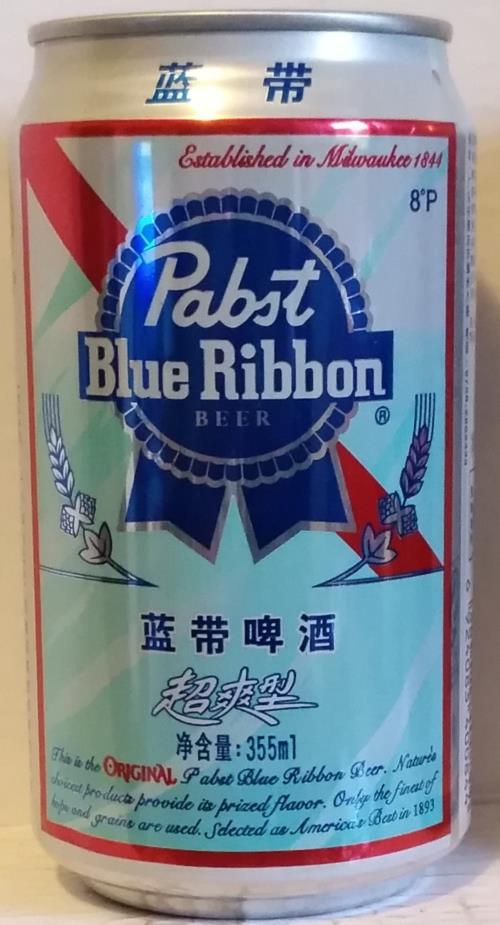 蓝带
Established in Milwaukee 1844
8°P
Pabst
Blue Ribbon
BEER
®
蓝带啤酒
超爽型
净含量:355ml
This is the ORIGINAL Pabst Blue Ribbon Beer. Nature's
choicest products provide its prized flavor. Only the finest of
hops and grains are used. Selected as America's Best in 1893